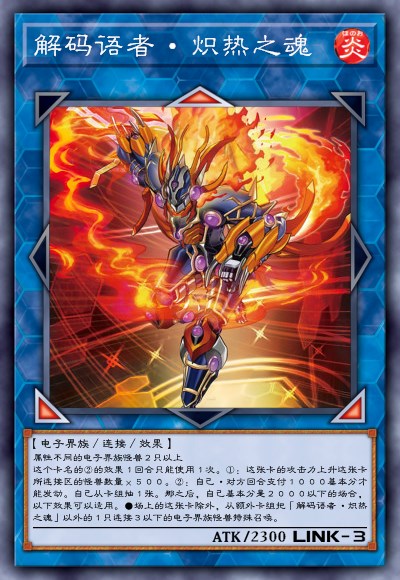 解码语者・炽热之魂
ほのお
炎
【电子界族／连接／效果】
属性不同的电子界族怪兽2只以上
这个卡名的②的效果1回合只能使用1次。①：这张卡的攻击力上升这张卡
所连接区的怪兽数量×500。②：自己・对方回合支付1000基本分才
能发动。自己从卡组抽1张。那之后，自己基本分是2000以下的场合，
以下效果可以适用。●场上的这张卡除外，从额外卡组把「解码语者・炽热
之魂」以外的1只连接3以下的电子界族怪兽特殊召唤。
ATK/2300 LINK-3